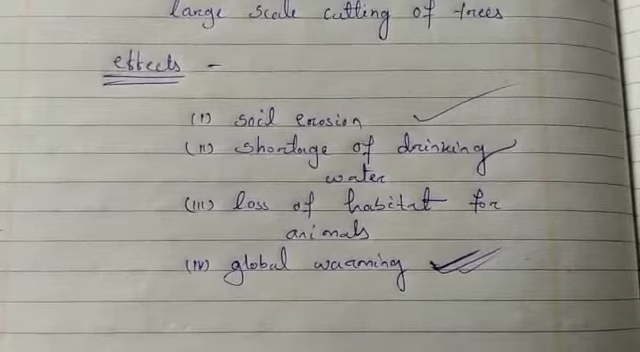 large scale cutting of trees
effects -
(i) soil erosion
(ii) shortage of drinking
water
(iii) loss of habitat for
animals
(iv) global waarming